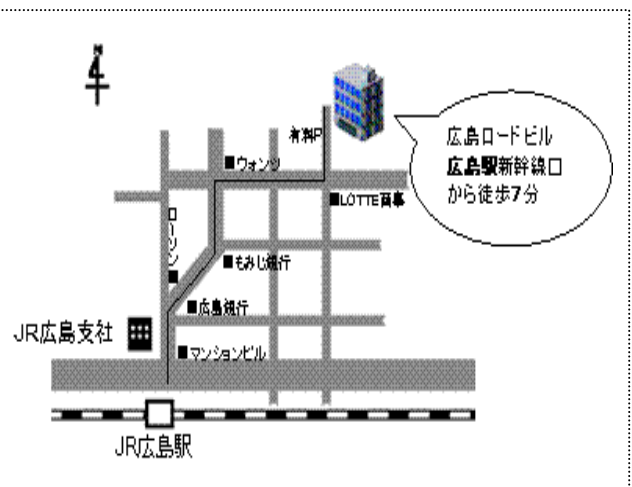 有料P
広島ロードビル
広島駅新幹線口
から徒歩7分
■ウォンツ
■LOTTE商事
ローソン■
■もみじ銀行
■広島銀行
JR広島支社
■マンションビル
JR広島駅